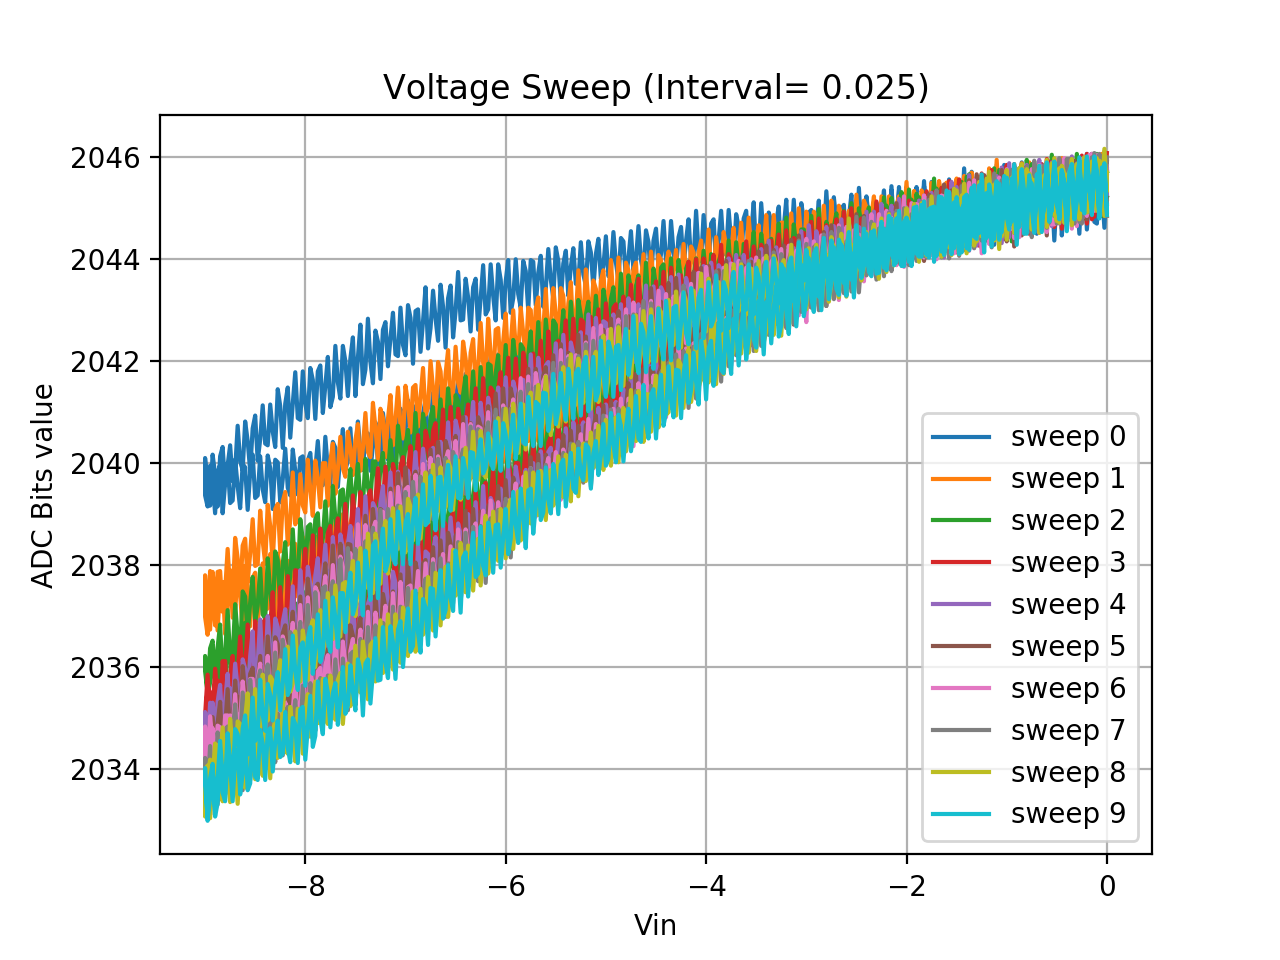 Voltage Sweep (Interval= 0.025)
ADC Bits value
2046
2044
2042
2040
2038
2036
2034
sweep 0
sweep 1
sweep 2
sweep 3
sweep 4
sweep 5
sweep 6
sweep 7
sweep 8
sweep 9
−8 −6 −4 −2 0
Vin